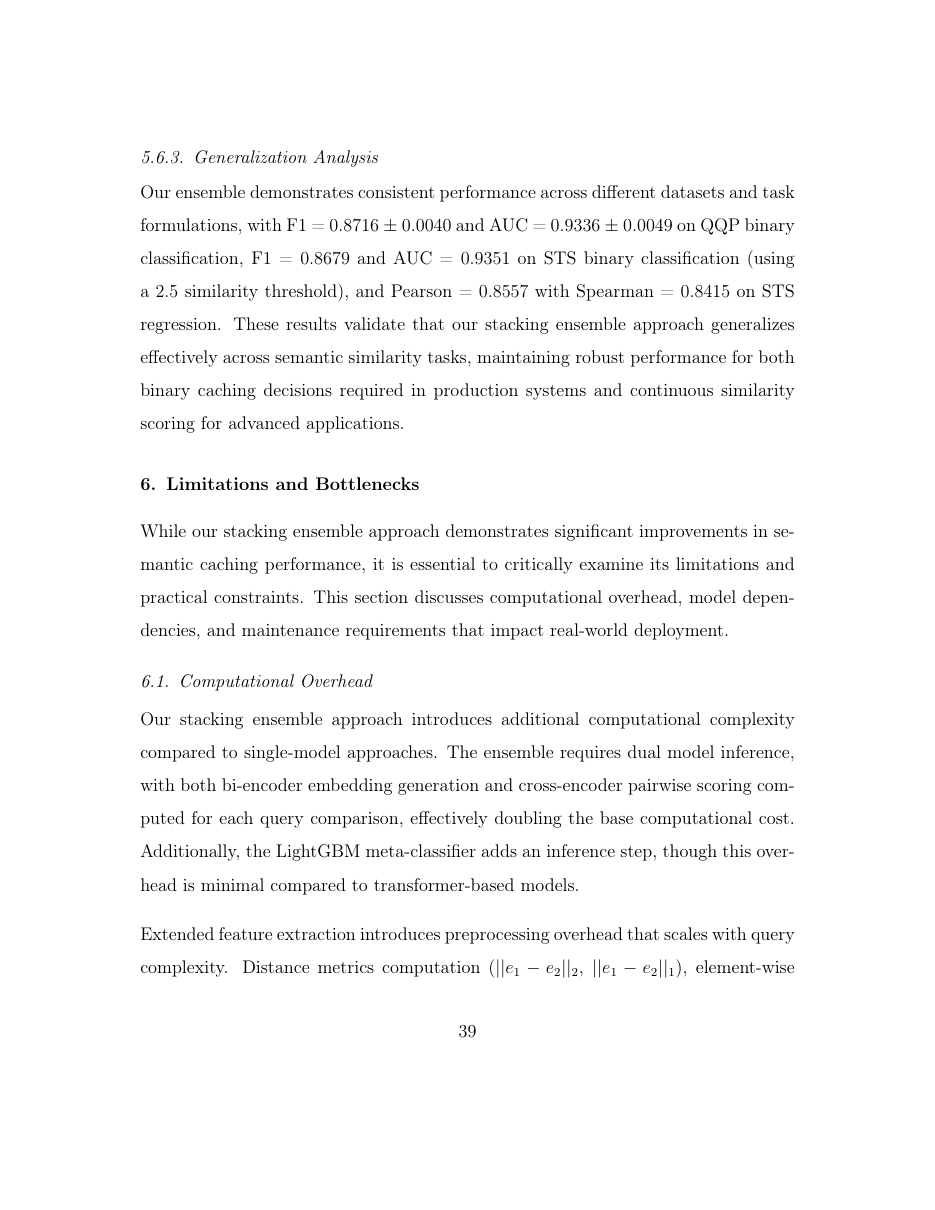 5.6.3. Generalization Analysis
Our ensemble demonstrates consistent performance across different datasets and task
formulations, with F1 = 0.8716 ± 0.0040 and AUC = 0.9336 ± 0.0049 on QQP binary
classification, F1 = 0.8679 and AUC = 0.9351 on STS binary classification (using
a 2.5 similarity threshold), and Pearson = 0.8557 with Spearman = 0.8415 on STS
regression. These results validate that our stacking ensemble approach generalizes
effectively across semantic similarity tasks, maintaining robust performance for both
binary caching decisions required in production systems and continuous similarity
scoring for advanced applications.
6. Limitations and Bottlenecks
While our stacking ensemble approach demonstrates significant improvements in se-
mantic caching performance, it is essential to critically examine its limitations and
practical constraints. This section discusses computational overhead, model depen-
dencies, and maintenance requirements that impact real-world deployment.
6.1. Computational Overhead
Our stacking ensemble approach introduces additional computational complexity
compared to single-model approaches. The ensemble requires dual model inference,
with both bi-encoder embedding generation and cross-encoder pairwise scoring com-
puted for each query comparison, effectively doubling the base computational cost.
Additionally, the LightGBM meta-classifier adds an inference step, though this over-
head is minimal compared to transformer-based models.
Extended feature extraction introduces preprocessing overhead that scales with query
complexity. Distance metrics computation (||e₁ − e₂||₂, ||e₁ − e₂||₁), element-wise
39